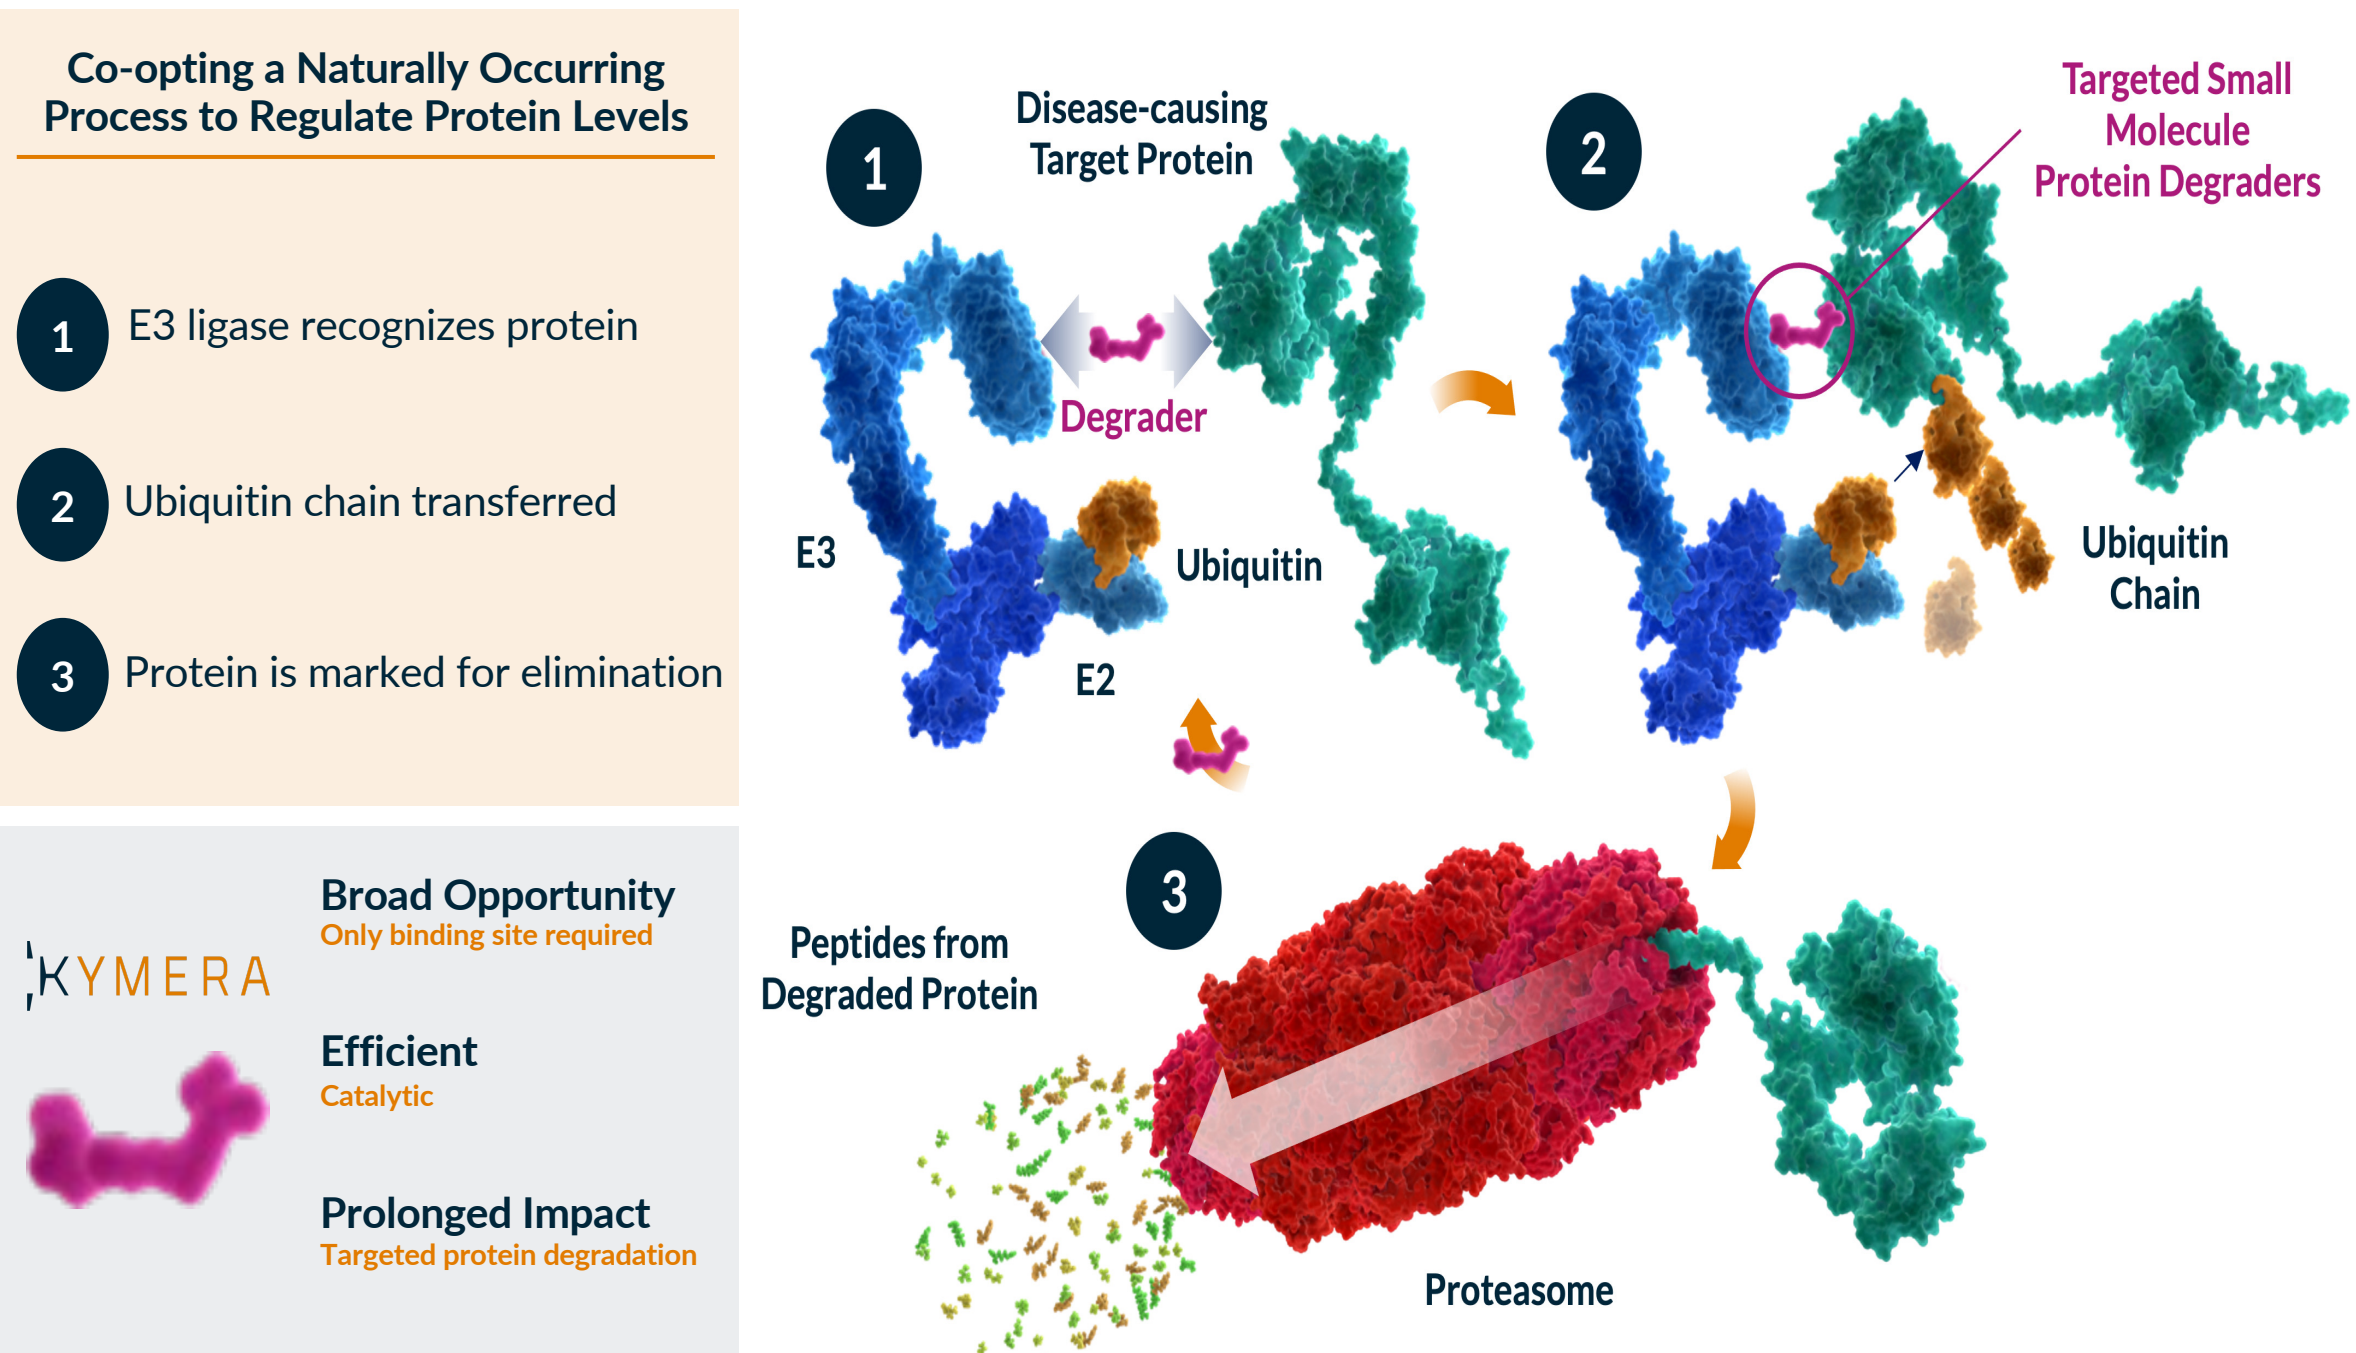 Co-opting a Naturally Occurring
Process to Regulate Protein Levels
1
E3 ligase recognizes protein
2
Ubiquitin chain transferred
3
Protein is marked for elimination
KYMERA
Broad Opportunity
Only binding site required
Efficient
Catalytic
Prolonged Impact
Targeted protein degradation
1
Disease-causing
Target Protein
Degrader
E3
Ubiquitin
E2
2
Targeted Small
Molecule
Protein Degraders
Ubiquitin
Chain
3
Peptides from
Degraded Protein
Proteasome